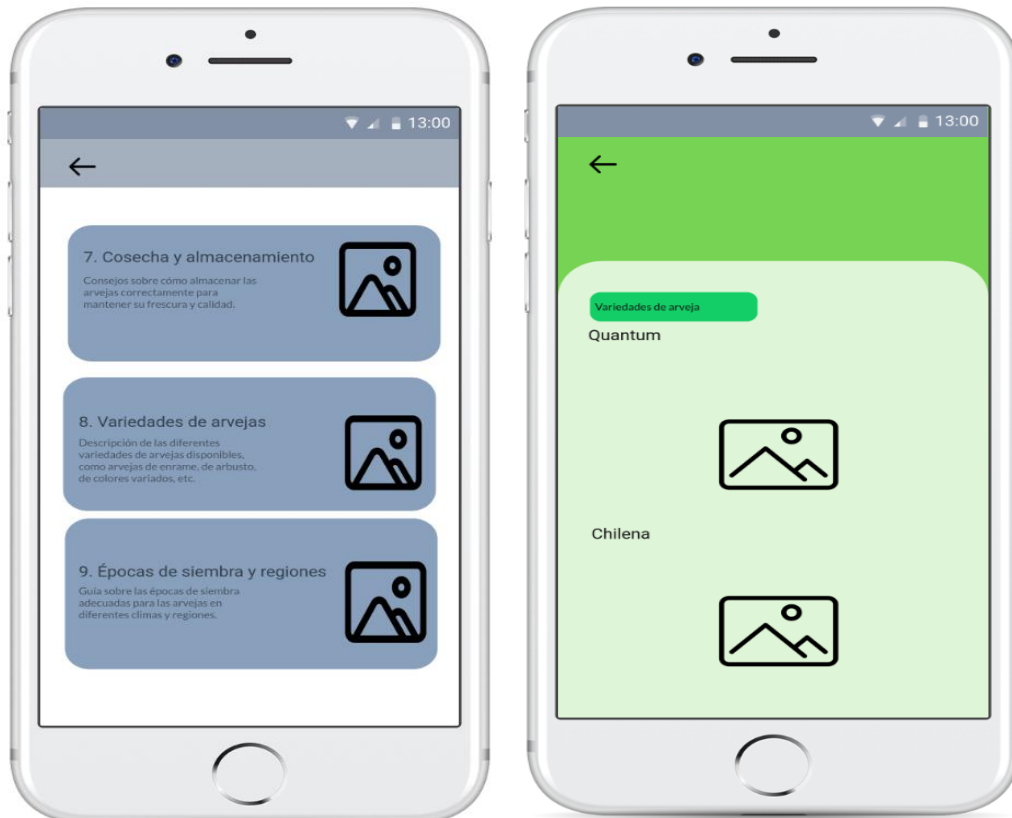 13:00
7. Cosecha y almacenamiento
Consejos sobre cómo almacenar las
arvejas correctamente para
mantener su frescura y calidad.
8. Variedades de arvejas
Descripción de las diferentes
variedades de arvejas disponibles,
como arvejas de enrame, de arbusto,
de colores variados, etc.
9. Épocas de siembra y regiones
Guía sobre las épocas de siembra
adecuadas para las arvejas en
diferentes climas y regiones.
13:00
Variedades de arveja
Quantum
Chilena